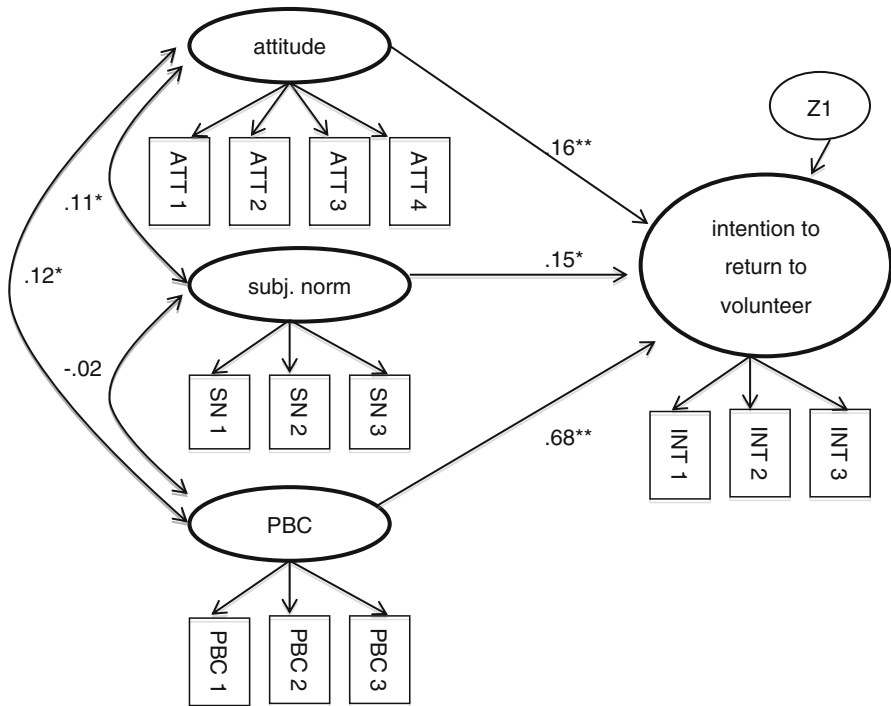 attitude
Z1
ATT 1
ATT 2
ATT 3
ATT 4
.16**
.11*
intention to
return to
volunteer
.15*
.12*
subj. norm
-.02
SN 1
SN 2
SN 3
.68**
INT 1
INT 2
INT 3
PBC
PBC 1
PBC 2
PBC 3